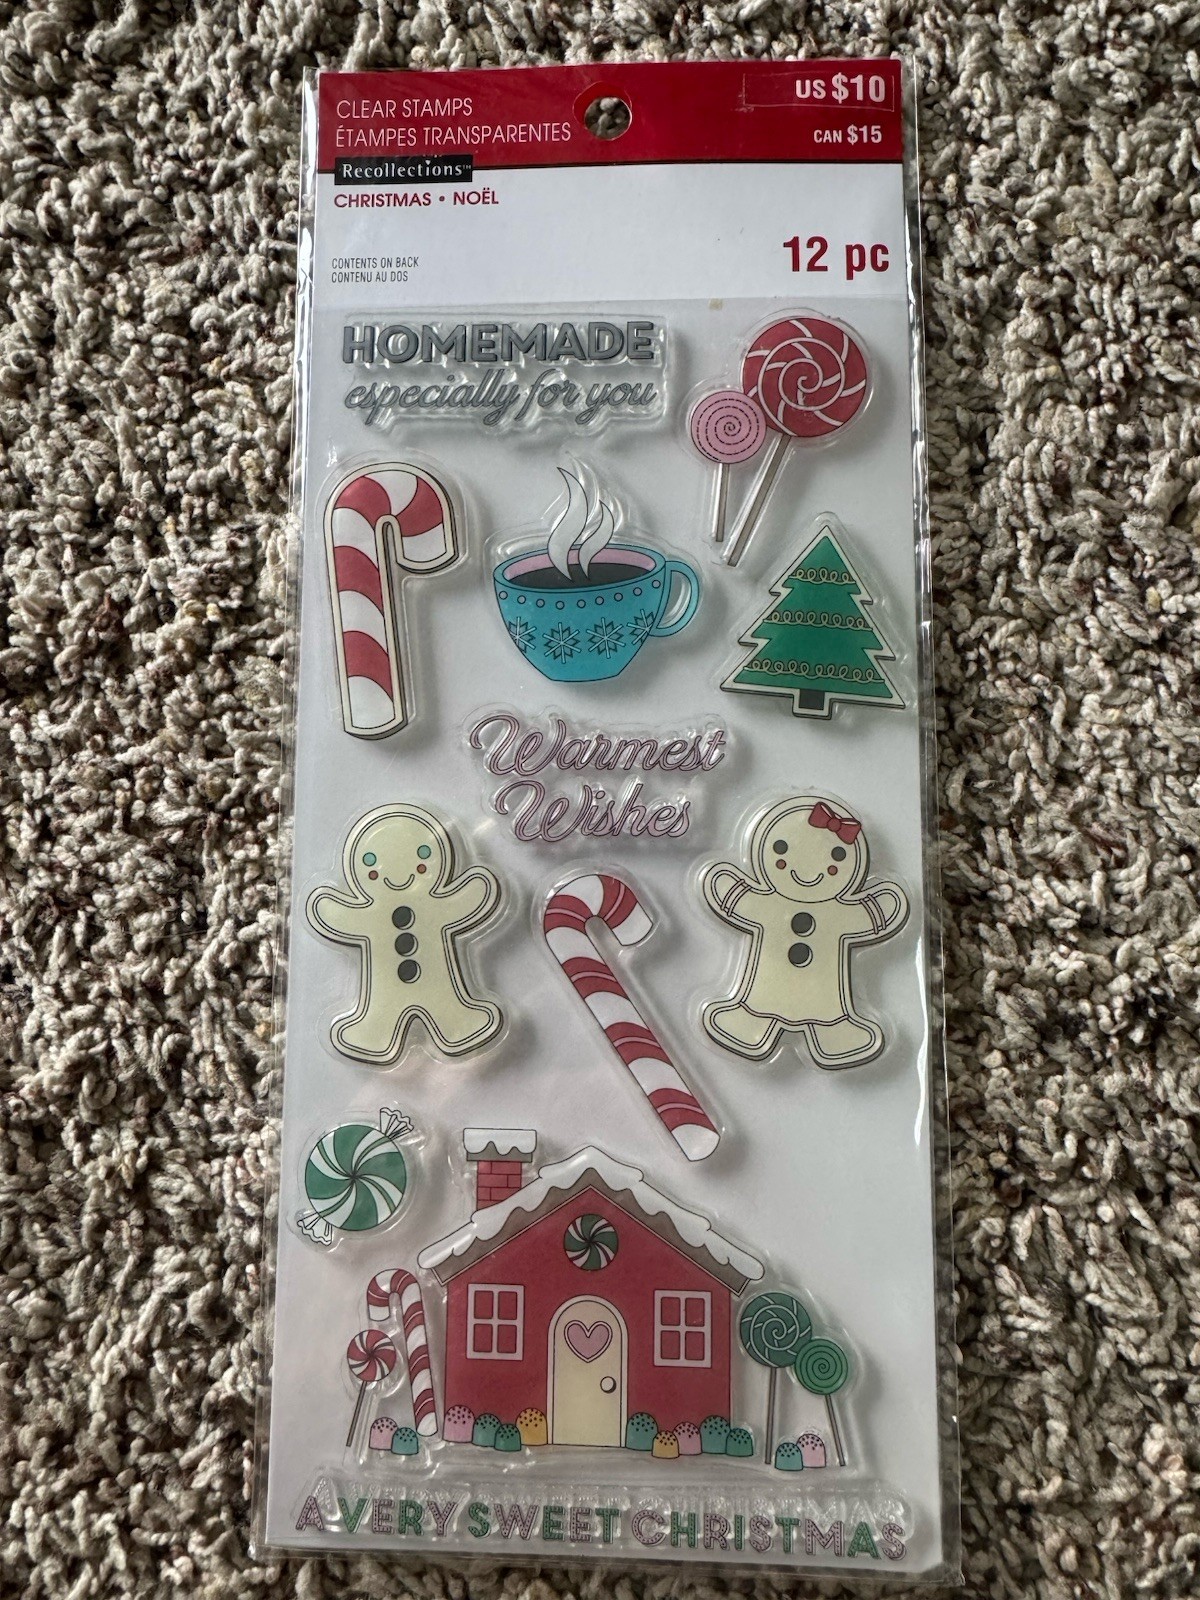 CLEAR STAMPS
ÉTAMPES TRANSPARENTES
US $10
CAN $15
Recollections™
CHRISTMAS • NOËL
12 pc
CONTENTS ON BACK
CONTENU AU DOS
HOMEMADE
especially for you
Warmest
Wishes
A VERY SWEET CHRISTMAS